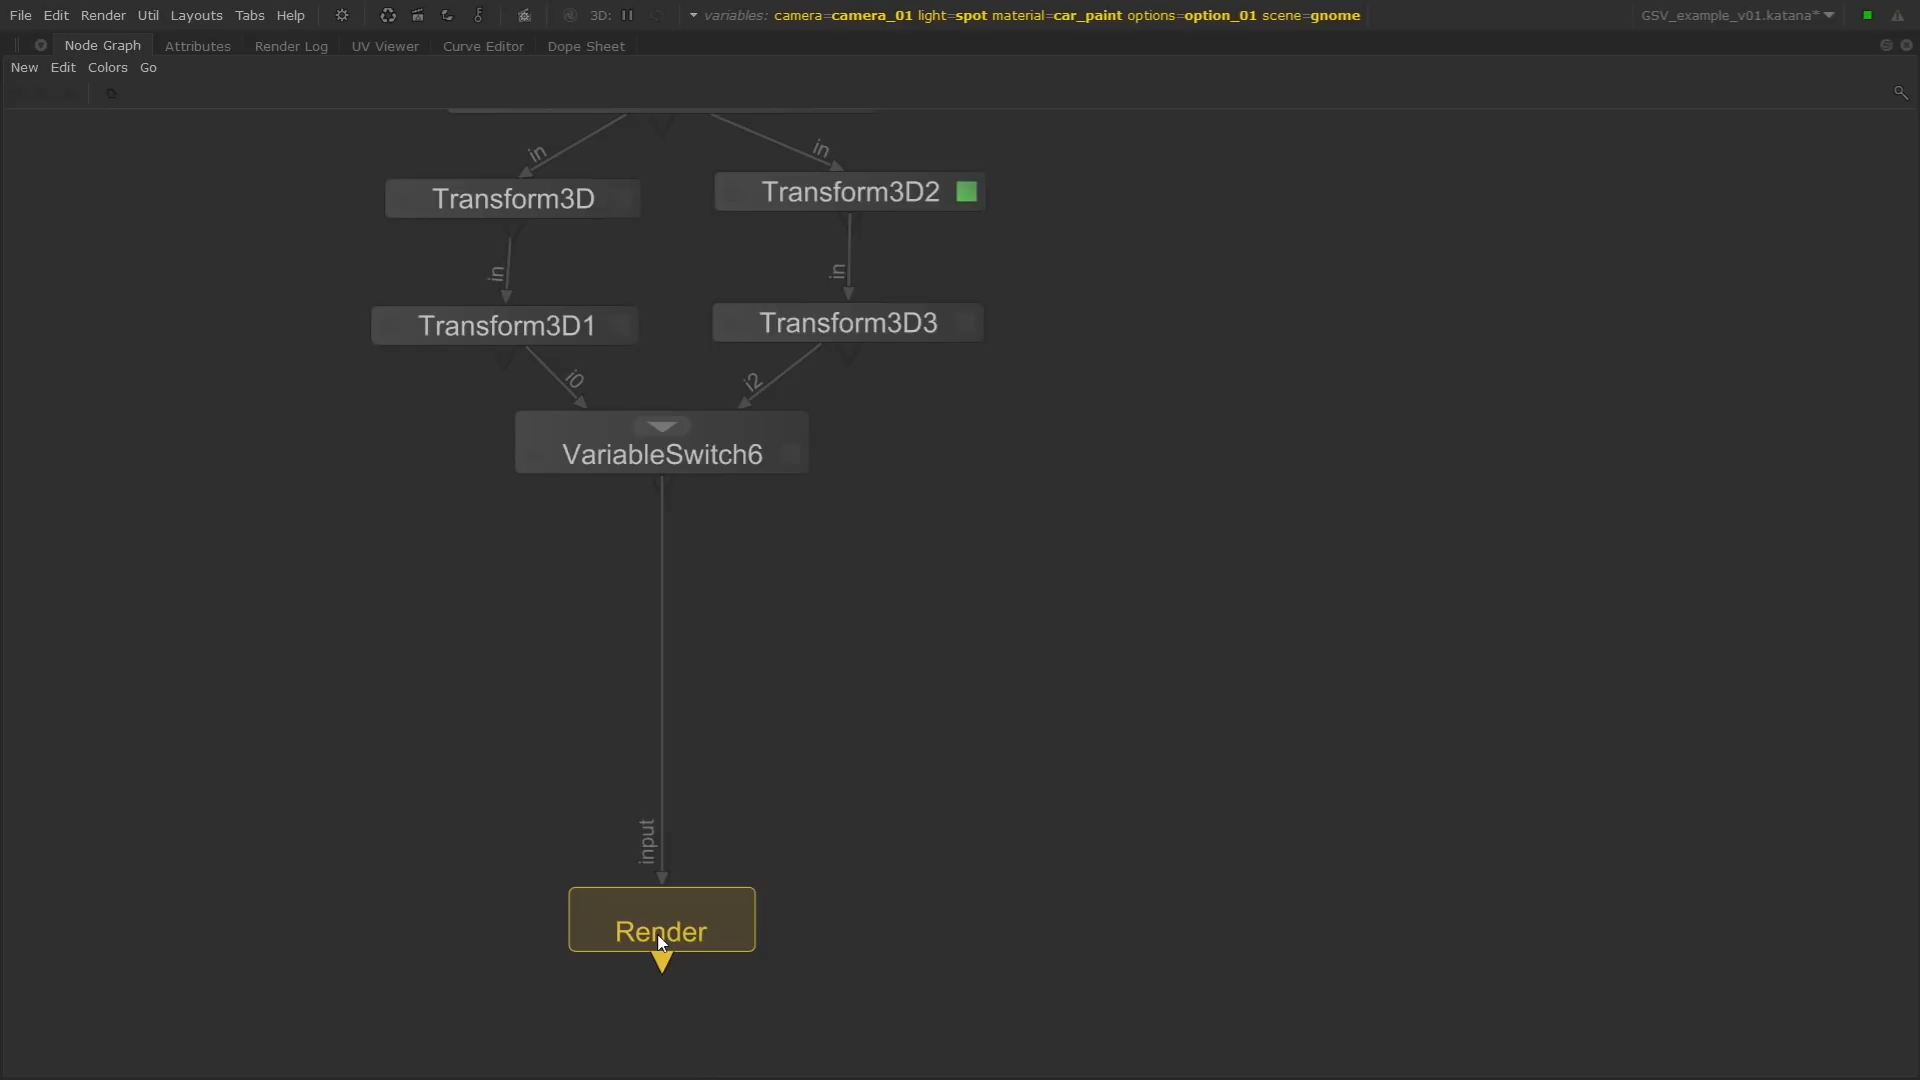 File Edit Render Util Layouts Tabs Help 3D: variables: camera=camera_01 light=spot material=car_paint options=option_01 scene=gnome GSV_example_v01.katana*
Node Graph Attributes Render Log UV Viewer Curve Editor Dope Sheet
New Edit Colors Go
in in
Transform3D Transform3D2
in in
Transform3D1 Transform3D3
i0 i2
VariableSwitch6
input
Render